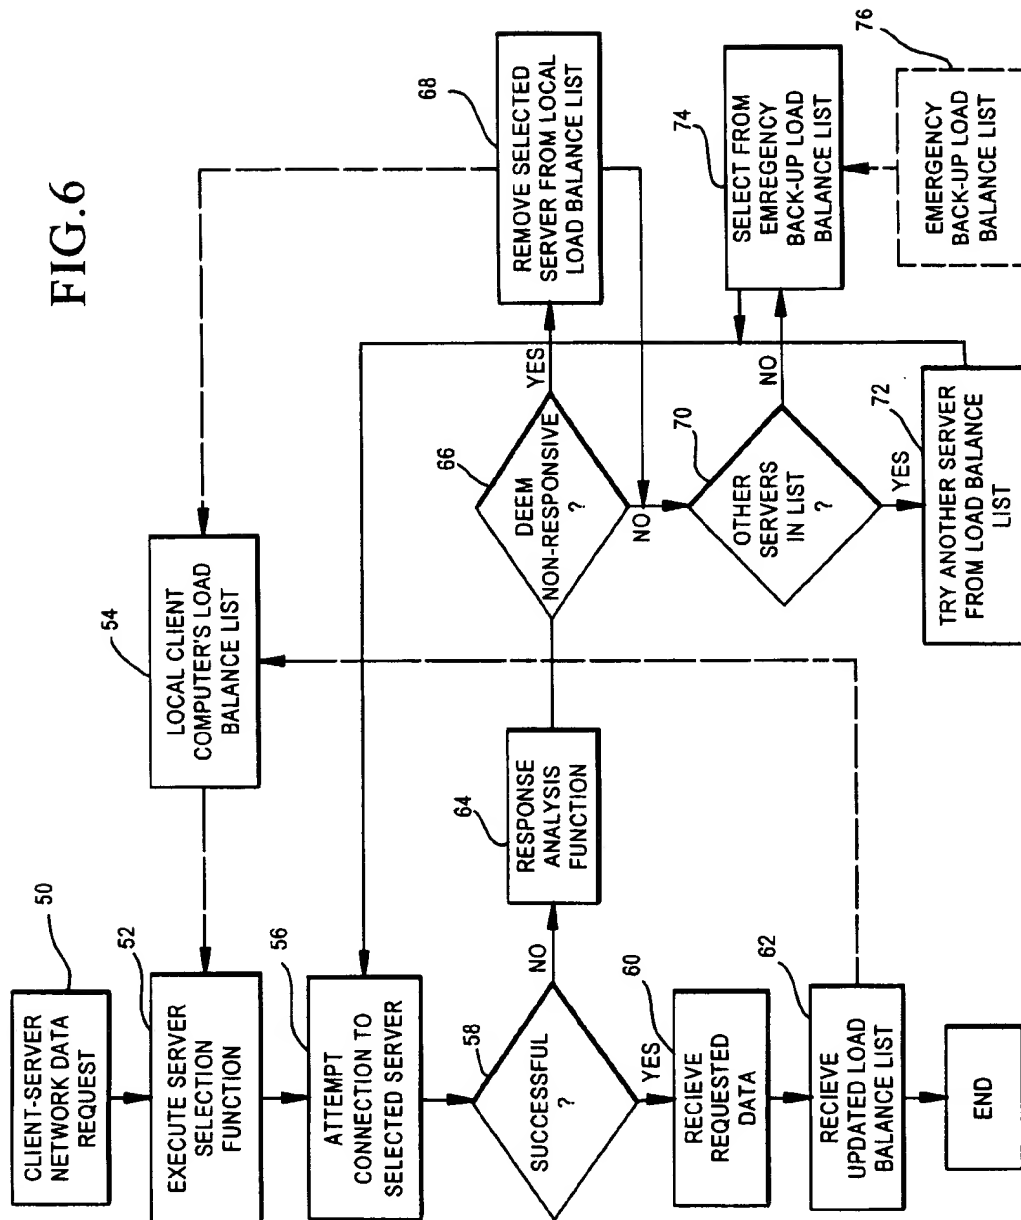 FIG.6
50
CLIENT-SERVER
NETWORK DATA
REQUEST
52
EXECUTE SERVER
SELECTION
FUNCTION
54
LOCAL CLIENT
COMPUTER'S LOAD
BALANCE LIST
56
ATTEMPT
CONNECTION TO
SELECTED SERVER
58
SUCCESSFUL
?
NO
YES
60
RECIEVE
REQUESTED
DATA
62
RECIEVE
UPDATED LOAD
BALANCE LIST
END
64
RESPONSE
ANALYSIS
FUNCTION
66
DEEM
NON-RESPONSIVE
?
YES
NO
68
REMOVE SELECTED
SERVER FROM LOCAL
LOAD BALANCE LIST
70
OTHER
SERVERS
IN LIST
?
NO
YES
72
TRY ANOTHER SERVER
FROM LOAD BALANCE
LIST
74
SELECT FROM
EMREGENCY
BACK-UP LOAD
BALANCE LIST
76
EMERGENCY
BACK-UP LOAD
BALANCE LIST